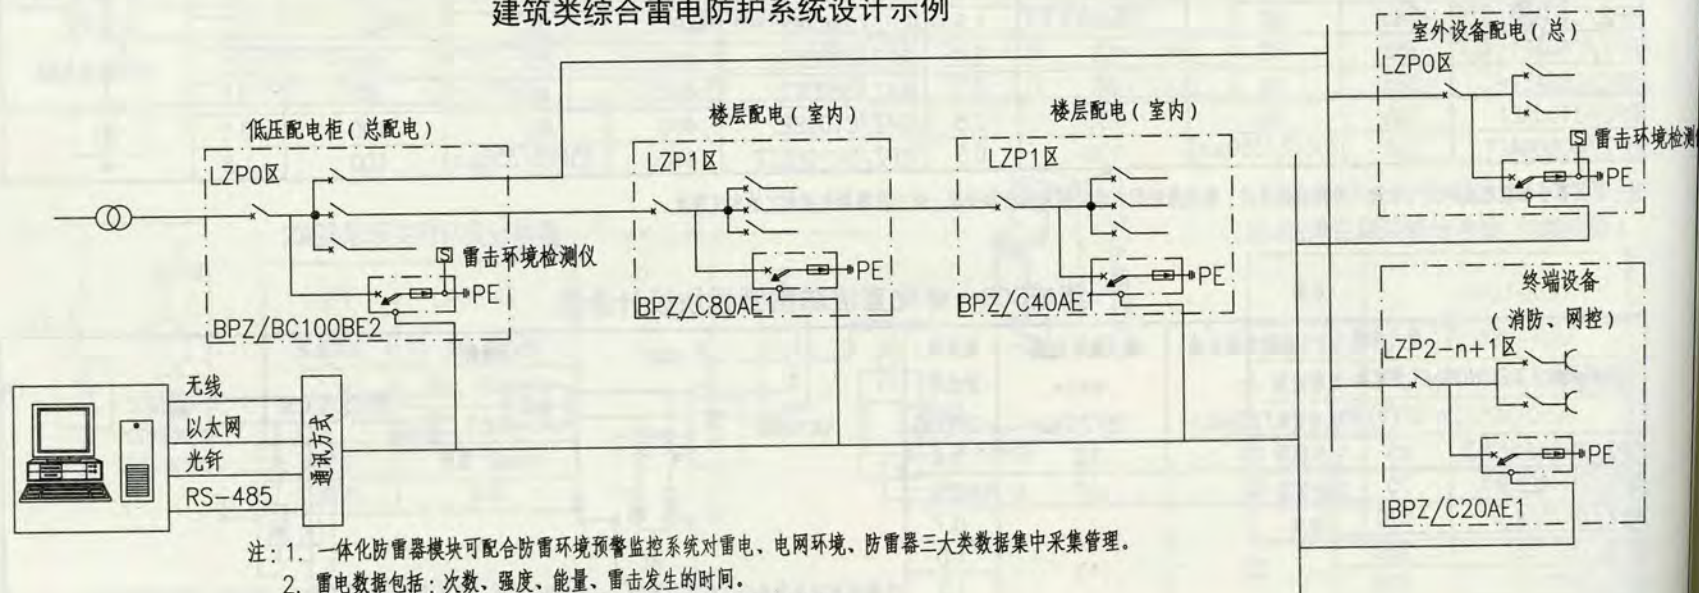 建筑类综合雷电防护系统设计示例
低压配电柜(总配电)
LZP0区
雷击环境检测仪
S
PE
BPZ/BC100BE2
楼层配电(室内)
LZP1区
PE
BPZ/C80AE1
楼层配电(室内)
LZP1区
PE
BPZ/C40AE1
室外设备配电(总)
LZP0区
S
雷击环境检测
PE
终端设备
(消防、网控)
LZP2-n+1区
PE
BPZ/C20AE1
无线
以太网
光钎
RS-485
通讯方式
注:1. 一体化防雷器模块可配合防雷环境预警监控系统对雷电、电网环境、防雷器三大类数据集中采集管理。
2. 雷电数据包括:次数、强度、能量、雷击发生的时间。